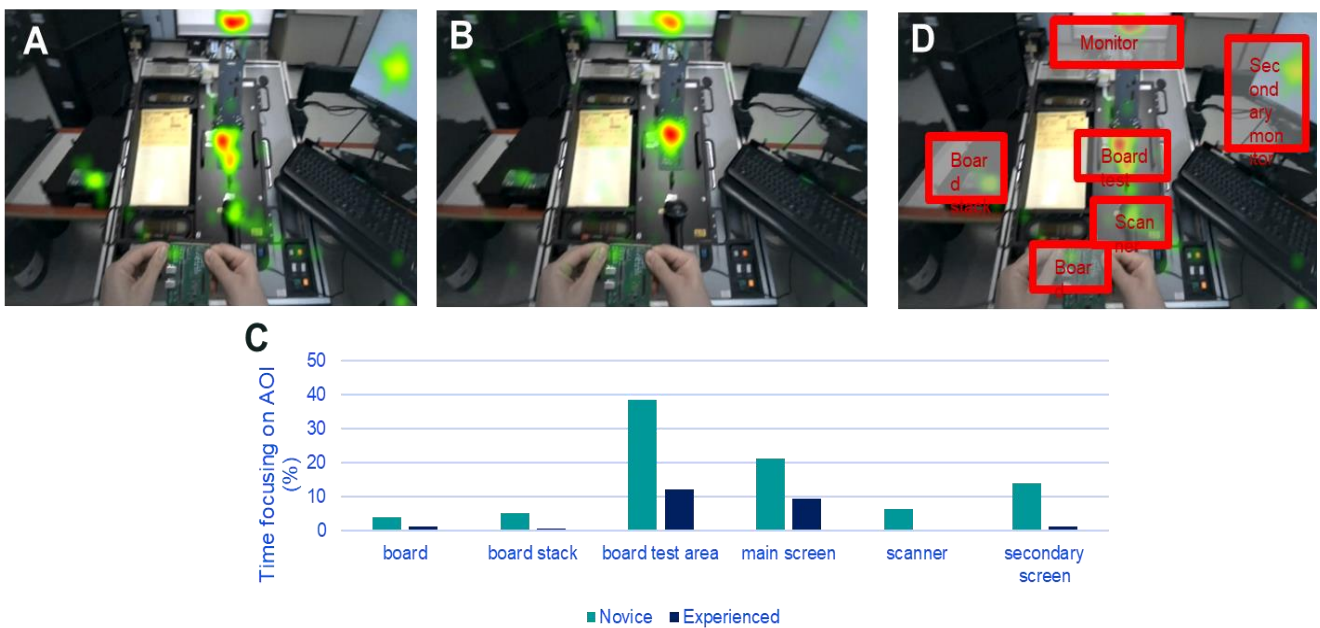 A
B
D
Monitor
Sec
ond
ary
mon
itor
Boar
d
stack
Board
test
Scan
ner
Boar
d
C
Time focusing on AOI
(%)
50
40
30
20
10
0
board
board stack
board test area
main screen
scanner
secondary
screen
Novice
Experienced